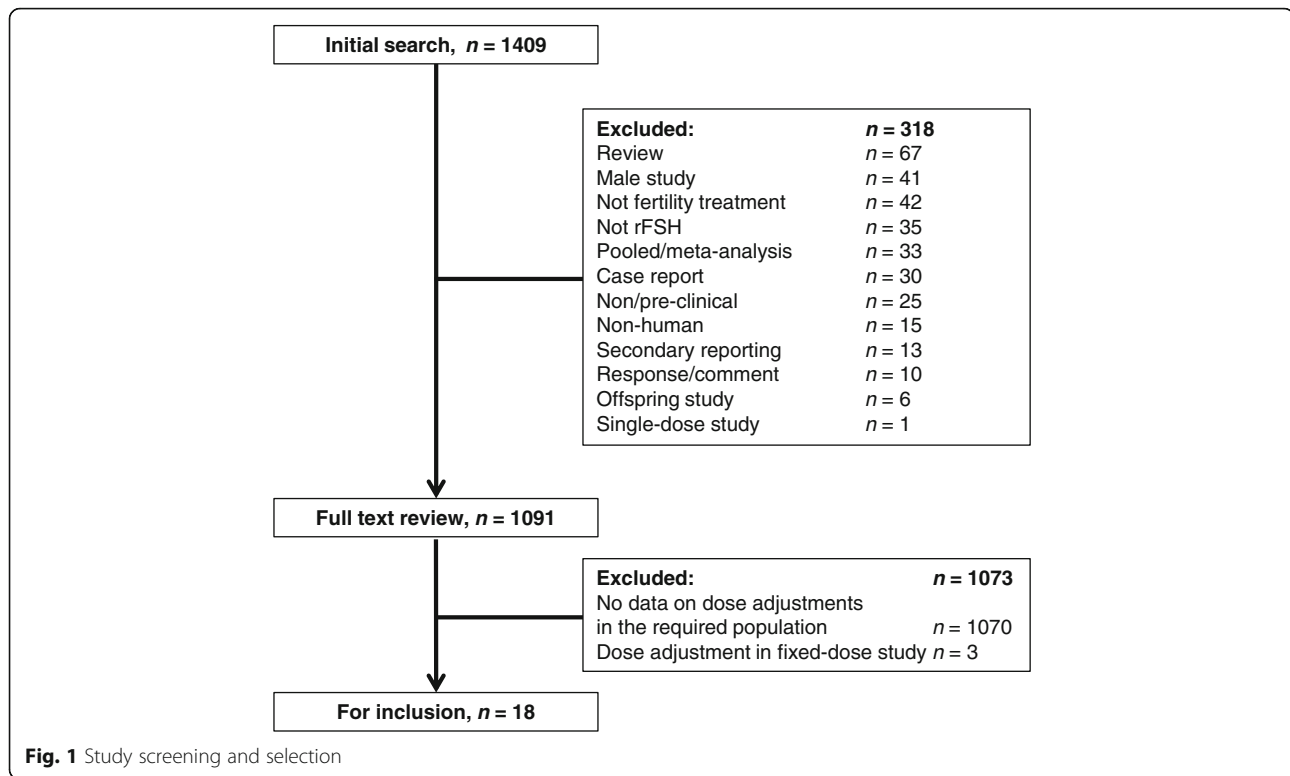 Initial search, n = 1409
Excluded: n = 318
Review n = 67
Male study n = 41
Not fertility treatment n = 42
Not rFSH n = 35
Pooled/meta-analysis n = 33
Case report n = 30
Non/pre-clinical n = 25
Non-human n = 15
Secondary reporting n = 13
Response/comment n = 10
Offspring study n = 6
Single-dose study n = 1
Full text review, n = 1091
Excluded: n = 1073
No data on dose adjustments
in the required population n = 1070
Dose adjustment in fixed-dose study n = 3
For inclusion, n = 18
Fig. 1 Study screening and selection